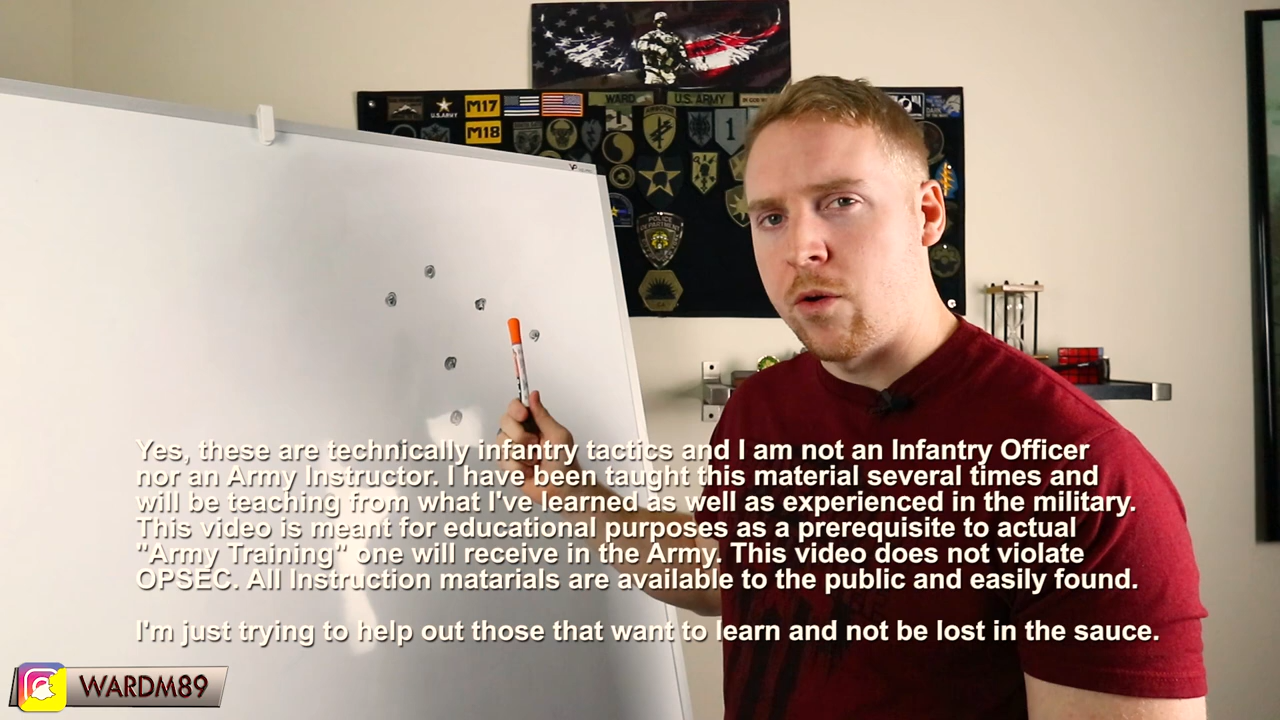 M17
U.S.ARMY
M18
WARD
U.S. ARMY
1
POLICE
Yes, these are technically infantry tactics and I am not an Infantry Officer
nor an Army Instructor. I have been taught this material several times and
will be teaching from what I've learned as well as experienced in the military.
This video is meant for educational purposes as a prerequisite to actual
"Army Training" one will receive in the Army. This video does not violate
OPSEC. All Instruction matarials are available to the public and easily found.
I'm just trying to help out those that want to learn and not be lost in the sauce.
WARDM89